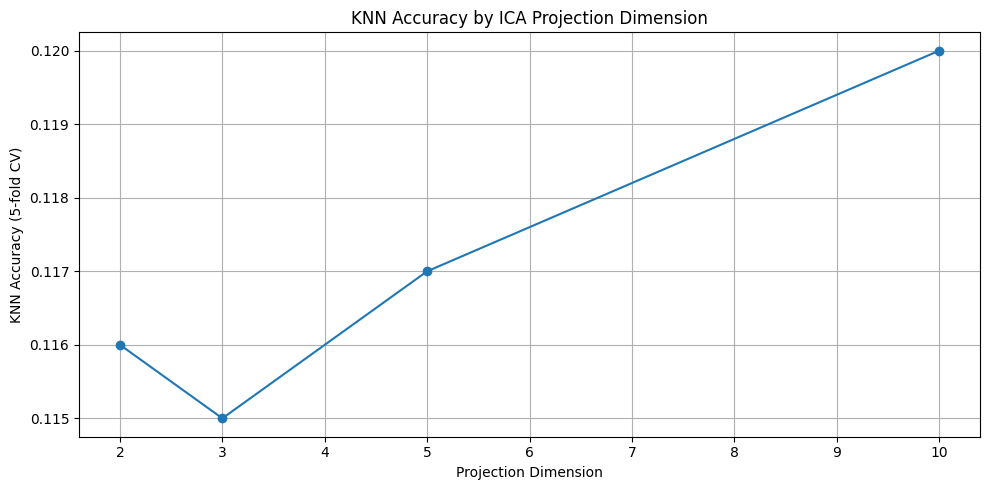 KNN Accuracy by ICA Projection Dimension
KNN Accuracy (5-fold CV)
0.120
0.119
0.118
0.117
0.116
0.115
2 3 4 5 6 7 8 9 10
Projection Dimension